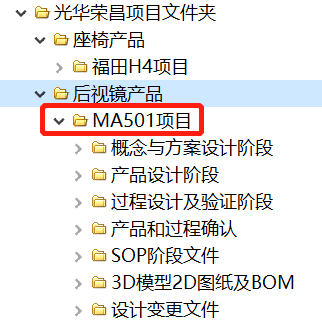 光华荣昌项目文件夹
座椅产品
福田H4项目
后视镜产品
MA501项目
概念与方案设计阶段
产品设计阶段
过程设计及验证阶段
产品和过程确认
SOP阶段文件
3D模型2D图纸及BOM
设计变更文件